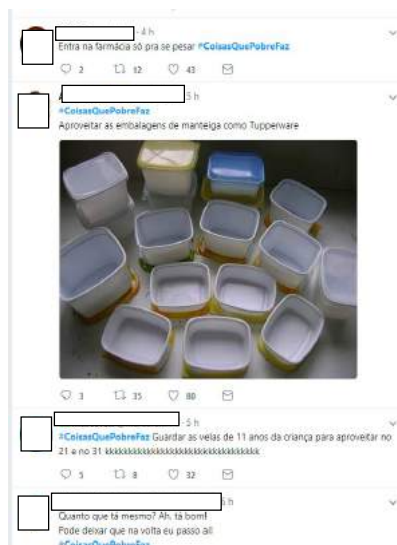 · 4 h
Entra na farmácia só pra se pesar #CoisasQuePobreFaz
2 12 43
5 h
#CoisasQuePobreFaz
Aproveitar as embalagens de manteiga como Tupperware
3 35 80
· 5 h
#CoisasQuePobreFaz Guardar as velas de 11 anos da criança para aproveitar no
21 e no 31 kkkkkkkkkkkkkkkkkkkkkkkkkkkkkkkkkk
5 8 32
5 h
Quanto que tá mesmo? Ah, tá bom!
Pode deixar que na volta eu passo aí!
#CoisasQuePobreFaz